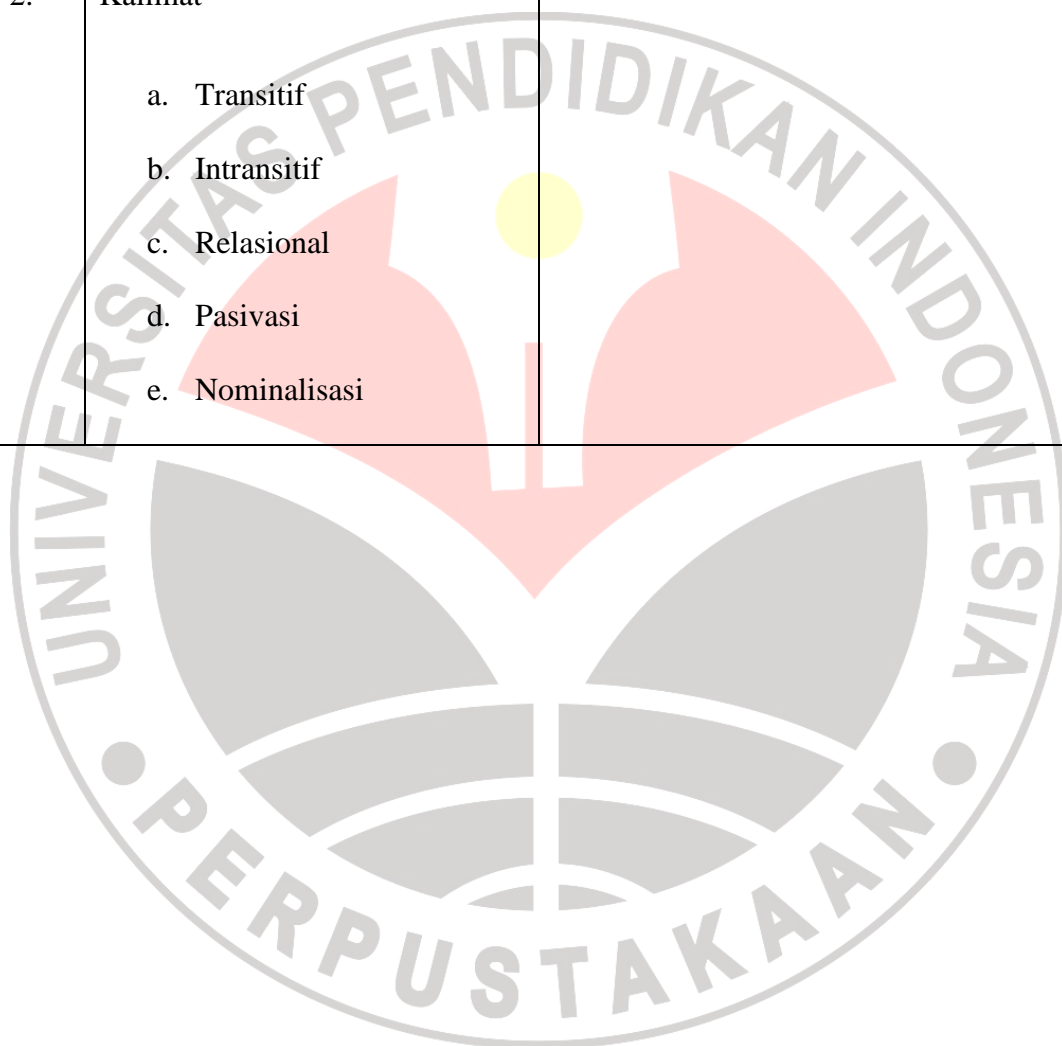 2. Kalimat
a. Transitif
b. Intransitif
c. Relasional
d. Pasivasi
e. Nominalisasi
UNIVERSITAS PENDIDIKAN INDONESIA
PERPUSTAKAAN